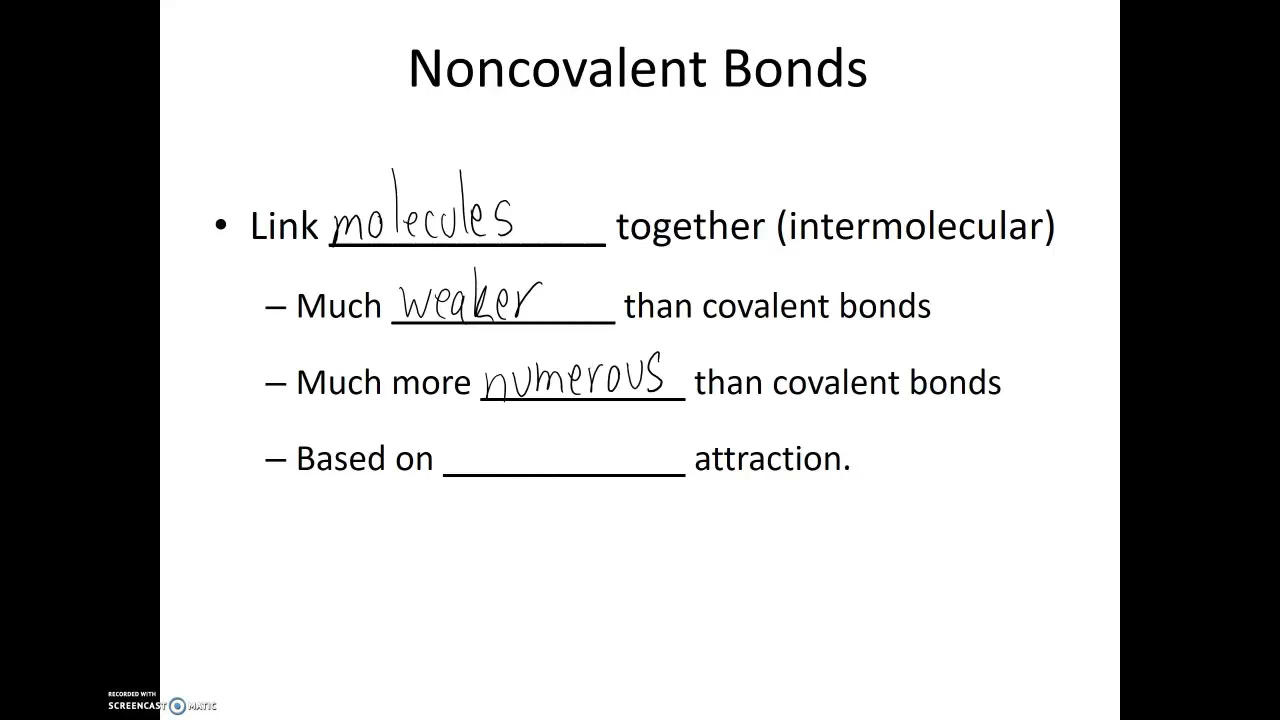 Noncovalent Bonds
• Link molecules together (intermolecular)
– Much weaker than covalent bonds
– Much more numerous than covalent bonds
– Based on ____________ attraction.
RECORDED WITH
SCREENCAST MATIC